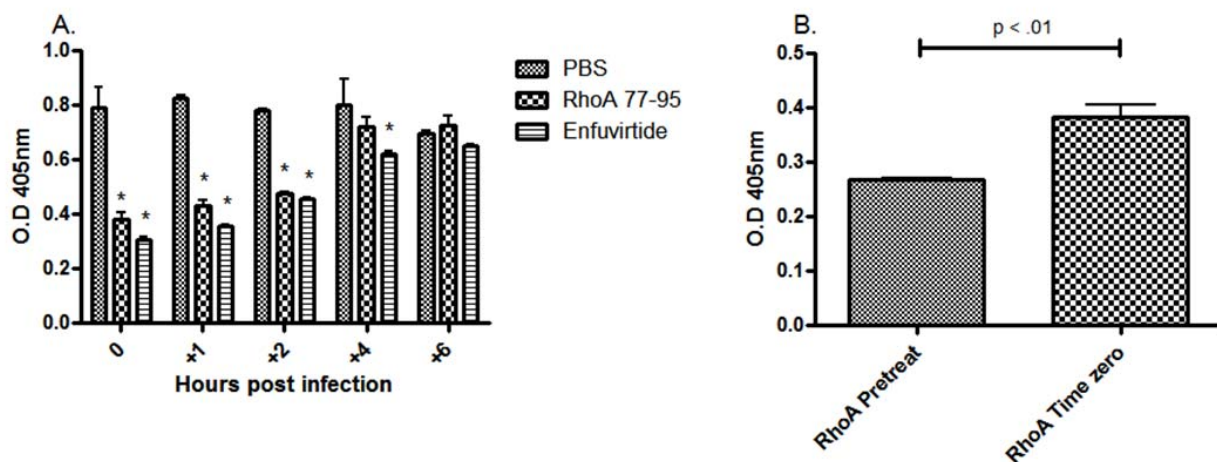 A.
O.D 405nm
1.0
0.8
0.6
0.4
0.2
0.0
* *
* *
* *
*
0 +1 +2 +4 +6
Hours post infection
PBS
RhoA 77-95
Enfuvirtide
B.
p < .01
O.D 405nm
0.5
0.4
0.3
0.2
0.1
0.0
RhoA Pretreat
RhoA Time zero